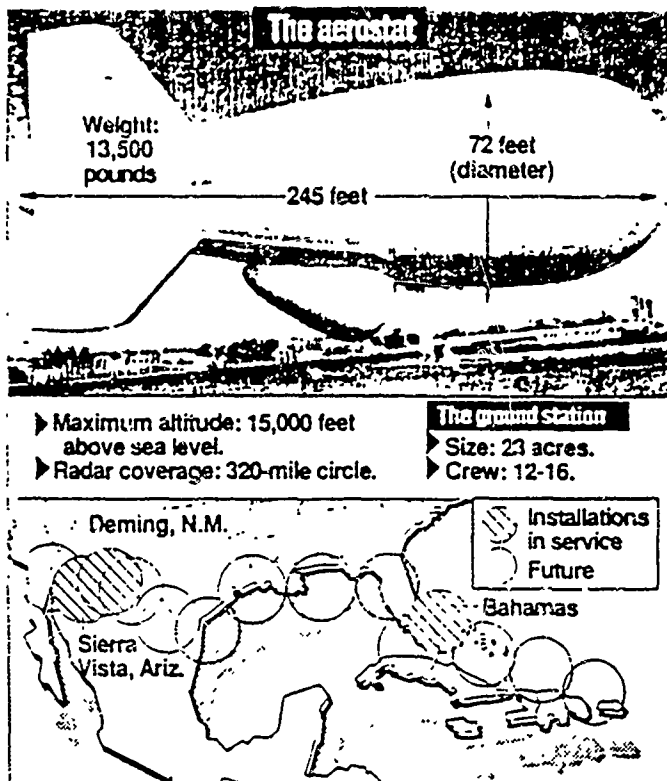 The aerostat
Weight:
13,500
pounds
72 feet
(diameter)
245 feet
Maximum altitude: 15,000 feet
above sea level.
Radar coverage: 320-mile circle.
The ground station
Size: 23 acres.
Crew: 12-16.
Deming, N.M.
Installations
in service
Future
Bahamas
Sierra
Vista, Ariz.